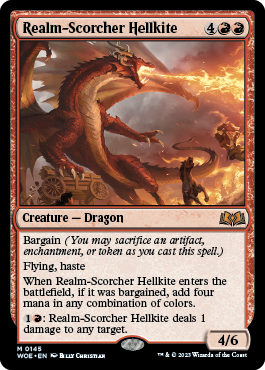 Realm-Scorcher Hellkite 4
Creature — Dragon
Bargain (You may sacrifice an artifact,
enchantment, or token as you cast this spell.)
Flying, haste
When Realm-Scorcher Hellkite enters the
battlefield, if it was bargained, add four
mana in any combination of colors.
1 : Realm-Scorcher Hellkite deals 1
damage to any target.
4/6
M 0145
WOE • EN Billy Christian
™ & © 2023 Wizards of the Coast